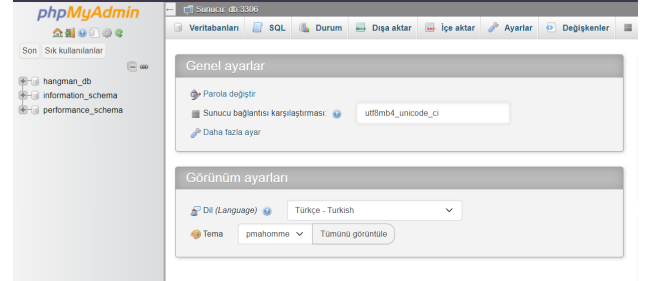 phpMyAdmin
Son Sık kullanılanlar
hangman_db
information_schema
performance_schema
Sunucu: db:3306
Veritabanları SQL Durum Dışa aktar İçe aktar Ayarlar Değişkenler
Genel ayarlar
Parola değiştir
Sunucu bağlantısı karşılaştırması: utf8mb4_unicode_ci
Daha fazla ayar
Görünüm ayarları
Dil (Language) Türkçe - Turkish
Tema pmahomme Tümünü görüntüle